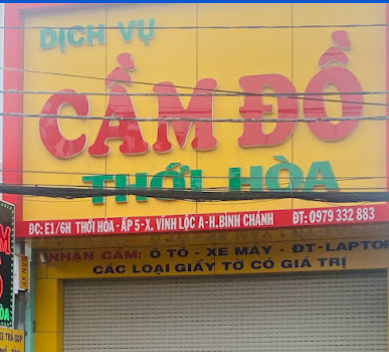 DỊCH VỤ
CẦM ĐỒ
THỚI HÒA
ĐC: E1/6H THỚI HÒA - ẤP 5 - X. VĨNH LỘC A - H. BÌNH CHÁNH ĐT: 0979 332 883
NHẬN CẦM: Ô TÔ - XE MÁY - ĐT - LAPTOP
CÁC LOẠI GIẤY TỜ CÓ GIÁ TRỊ